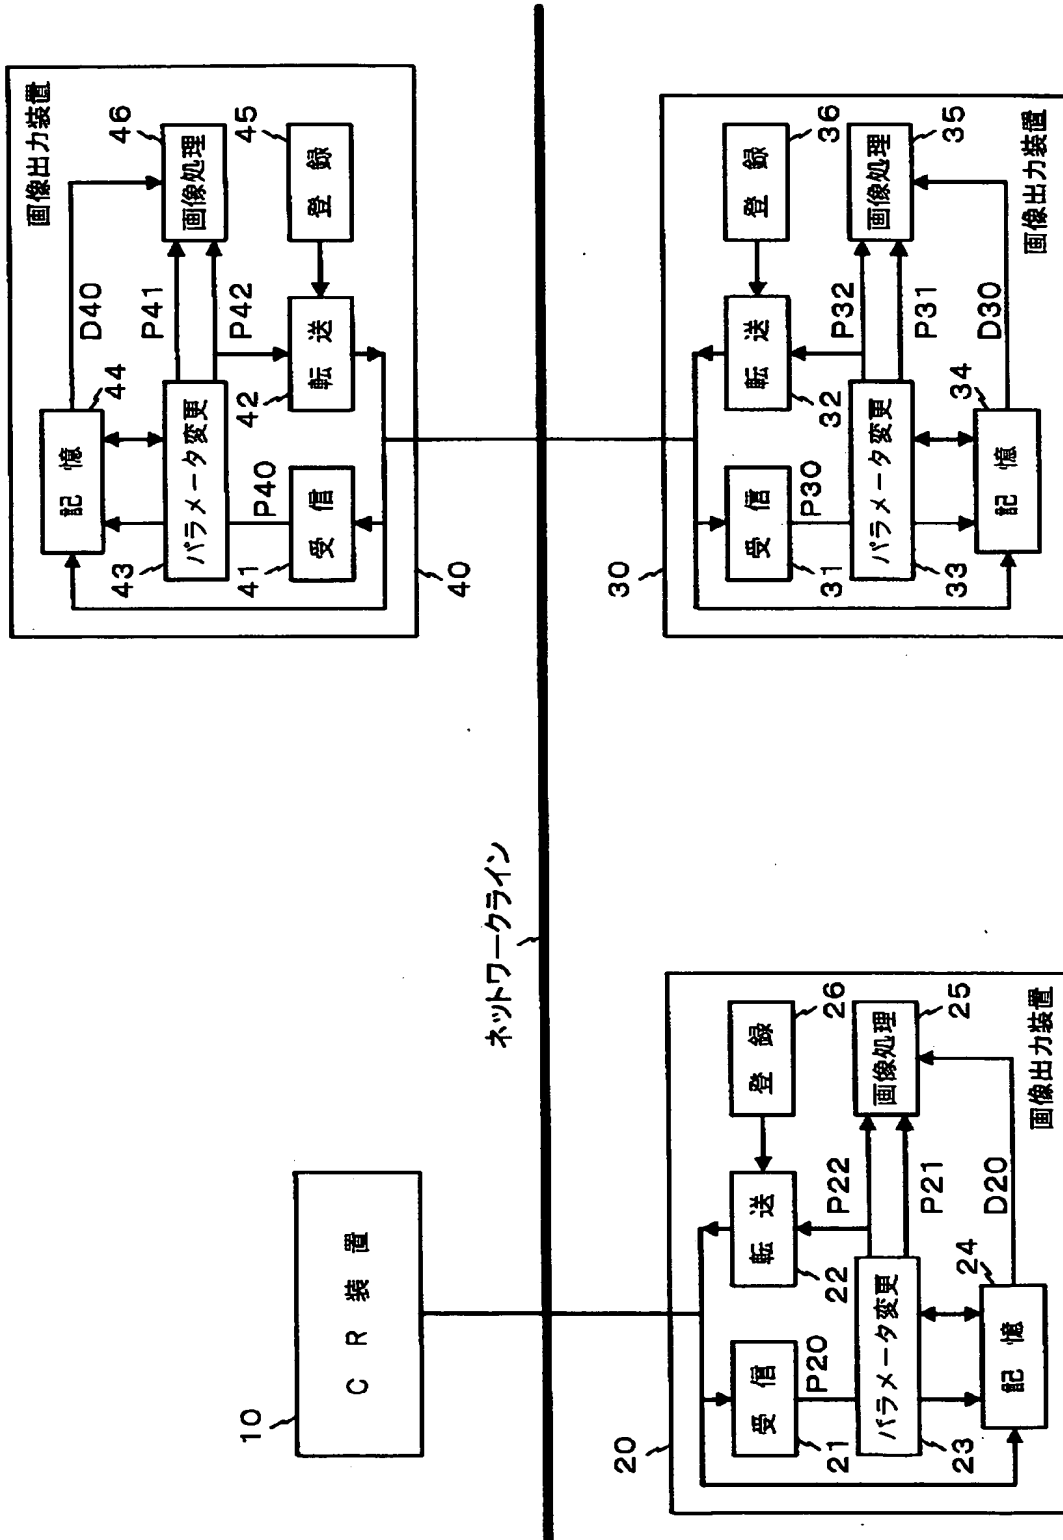 10
CR装置
ネットワークライン
40
画像出力装置
記憶
44
D40
パラメータ変更
43
P41
P42
画像処理
46
P40
受信
41
転送
42
登録
45
20
受信
21
P20
転送
22
登録
26
パラメータ変更
23
P22
P21
画像処理
25
記憶
24
D20
画像出力装置
30
受信
31
P30
転送
32
登録
36
パラメータ変更
33
P32
P31
画像処理
35
記憶
34
D30
画像出力装置